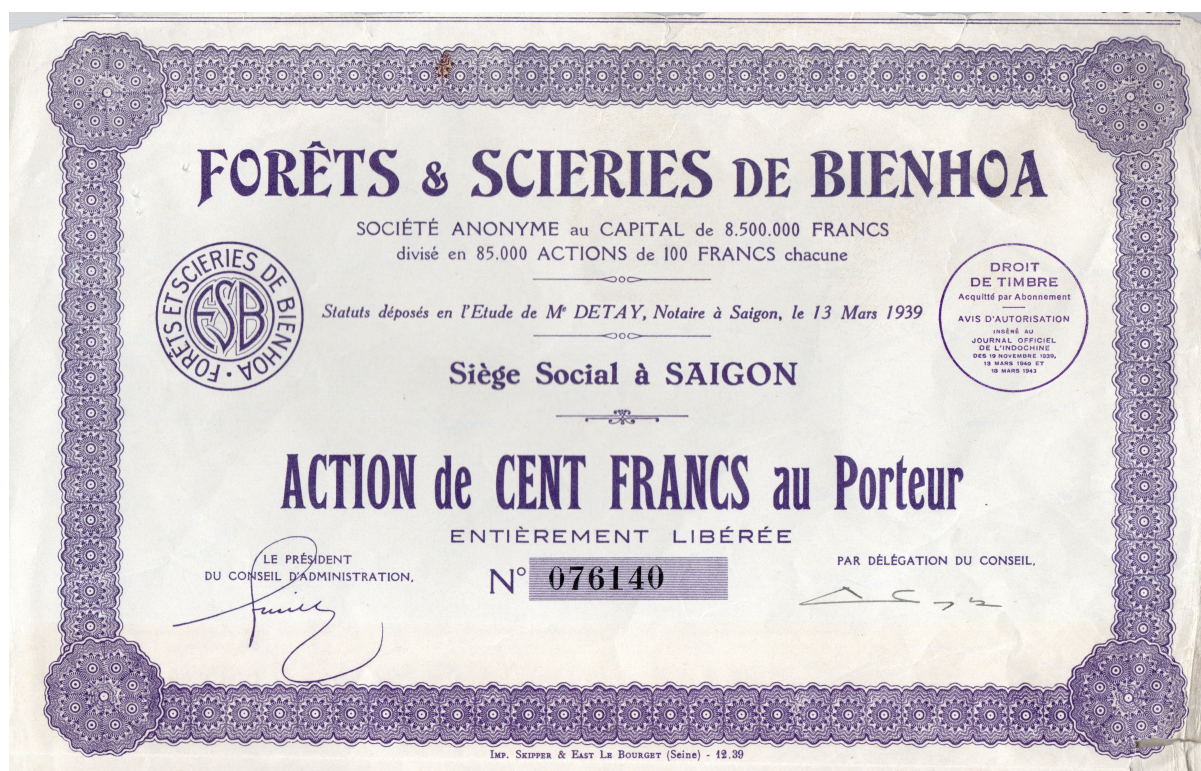 FORÊTS & SCIERIES DE BIENHOA
SOCIÉTÉ ANONYME au CAPITAL de 8.500.000 FRANCS
divisé en 85.000 ACTIONS de 100 FRANCS chacune
FORETS ET SCIERIES DE BIENHOA
ESB
Statuts déposés en l'Etude de Me DETAY, Notaire à Saigon, le 13 Mars 1939
DROIT
DE TIMBRE
Acquitté par Abonnement
AVIS D'AUTORISATION
INSÉRÉ AU
JOURNAL OFFICIEL
DE L'INDOCHINE
DES 19 NOVEMBRE 1939,
13 MARS 1940 ET
18 MARS 1943
Siège Social à SAIGON
ACTION de CENT FRANCS au Porteur
ENTIÈREMENT LIBÉRÉE
LE PRÉSIDENT
DU CONSEIL D'ADMINISTRATION.
N° 076140
PAR DÉLÉGATION DU CONSEIL,
IMP. SKIPPER & EAST LE BOURGET (Seine) - 12.39